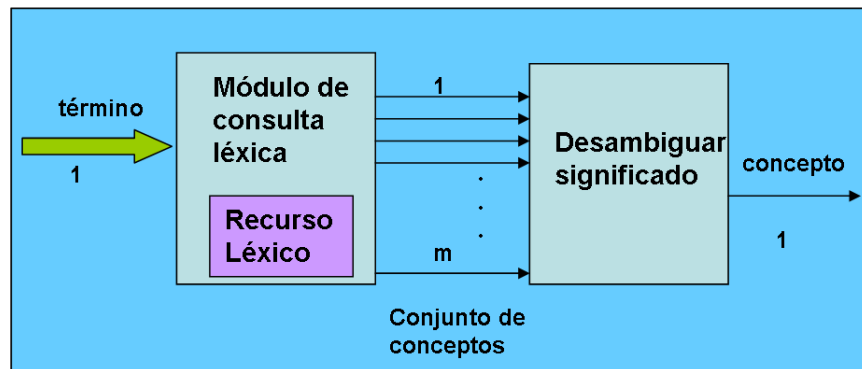 término
1
Módulo de
consulta
léxica
Recurso
Léxico
1
m
Conjunto de
conceptos
Desambiguar
significado
concepto
1